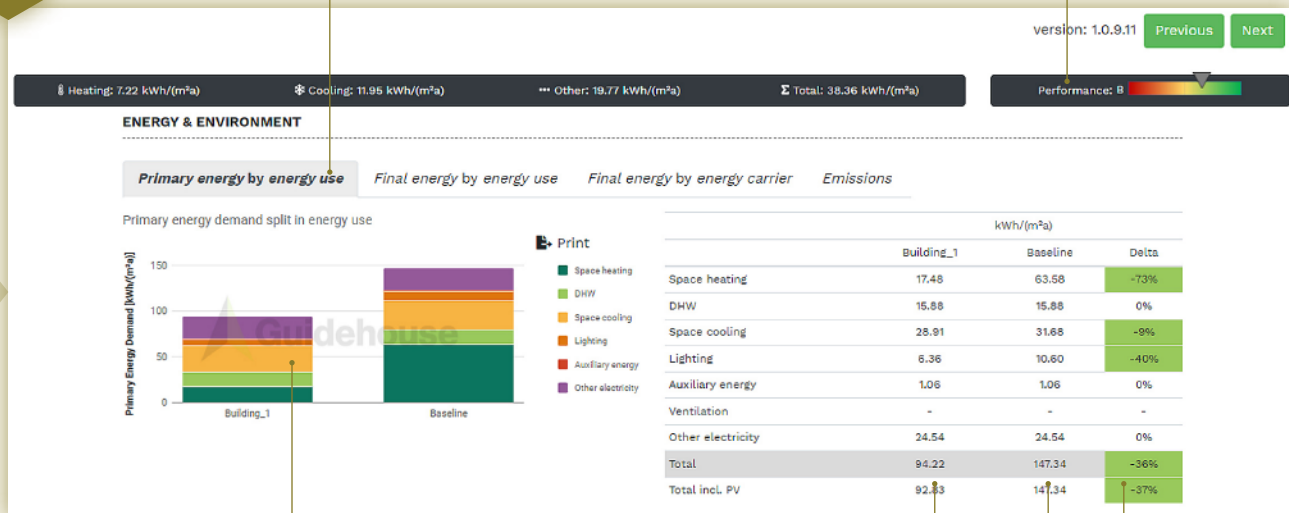 version: 1.0.9.11 Previous Next
Heating: 7.22 kWh/(m²a) Cooling: 11.95 kWh/(m²a) Other: 19.77 kWh/(m²a) Σ Total: 38.36 kWh/(m²a) Performance: B
ENERGY & ENVIRONMENT
Primary energy by energy use Final energy by energy use Final energy by energy carrier Emissions
Primary energy demand split in energy use
Print
Primary Energy Demand [kWh/(m²a)]
150
100
50
0
Building_1 Baseline
Guidehouse
Space heating
DHW
Space cooling
Lighting
Auxiliary energy
Other electricity
kWh/(m²a)
Building_1 Baseline Delta
Space heating 17.48 63.58 -73%
DHW 15.88 15.88 0%
Space cooling 28.91 31.68 -9%
Lighting 6.36 10.60 -40%
Auxiliary energy 1.06 1.06 0%
Ventilation - - -
Other electricity 24.54 24.54 0%
Total 94.22 147.34 -36%
Total incl. PV 92.83 147.34 -37%